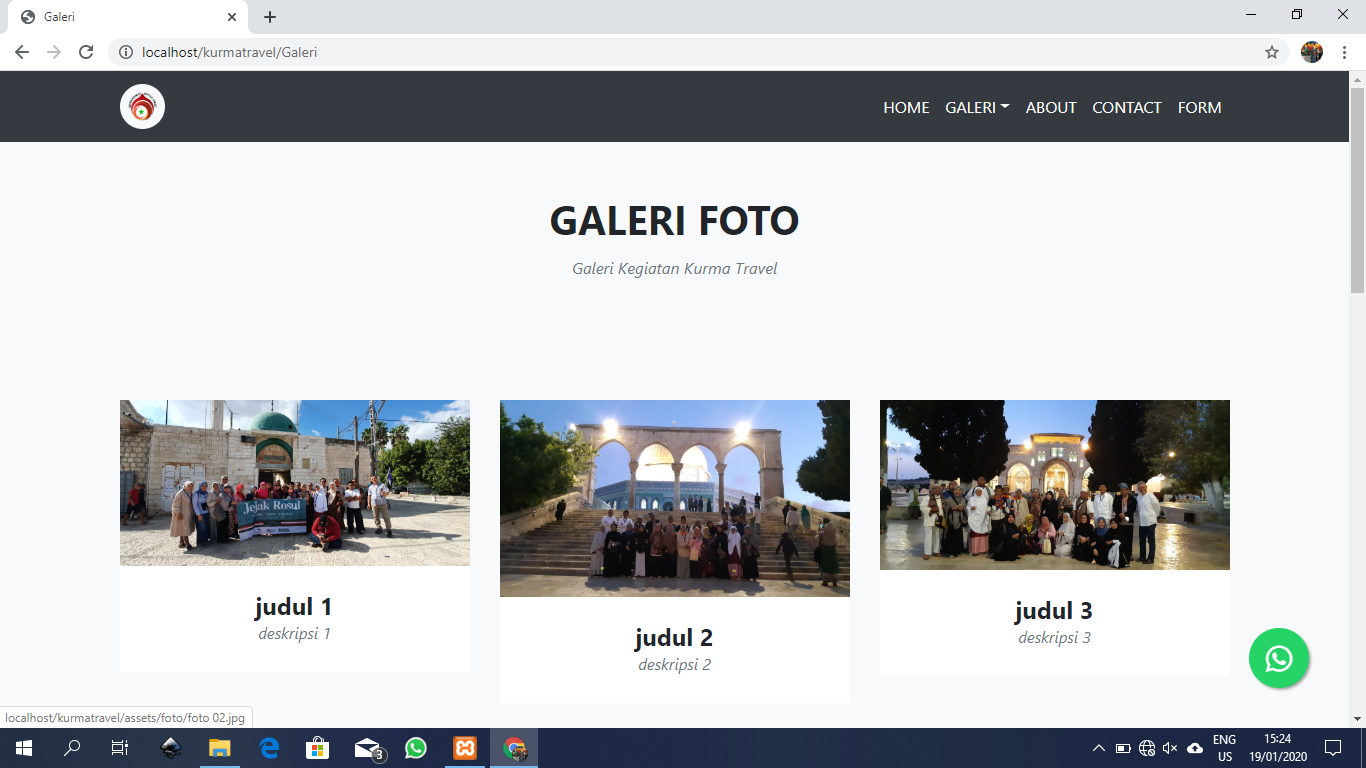 Galeri
localhost/kurmatravel/Galeri
HOME GALERI ABOUT CONTACT FORM
GALERI FOTO
Galeri Kegiatan Kurma Travel
Jejak Rosul
judul 1
deskripsi 1
judul 2
deskripsi 2
judul 3
deskripsi 3
localhost/kurmatravel/assets/foto/foto 02.jpg
3
ENG
US
15:24
19/01/2020